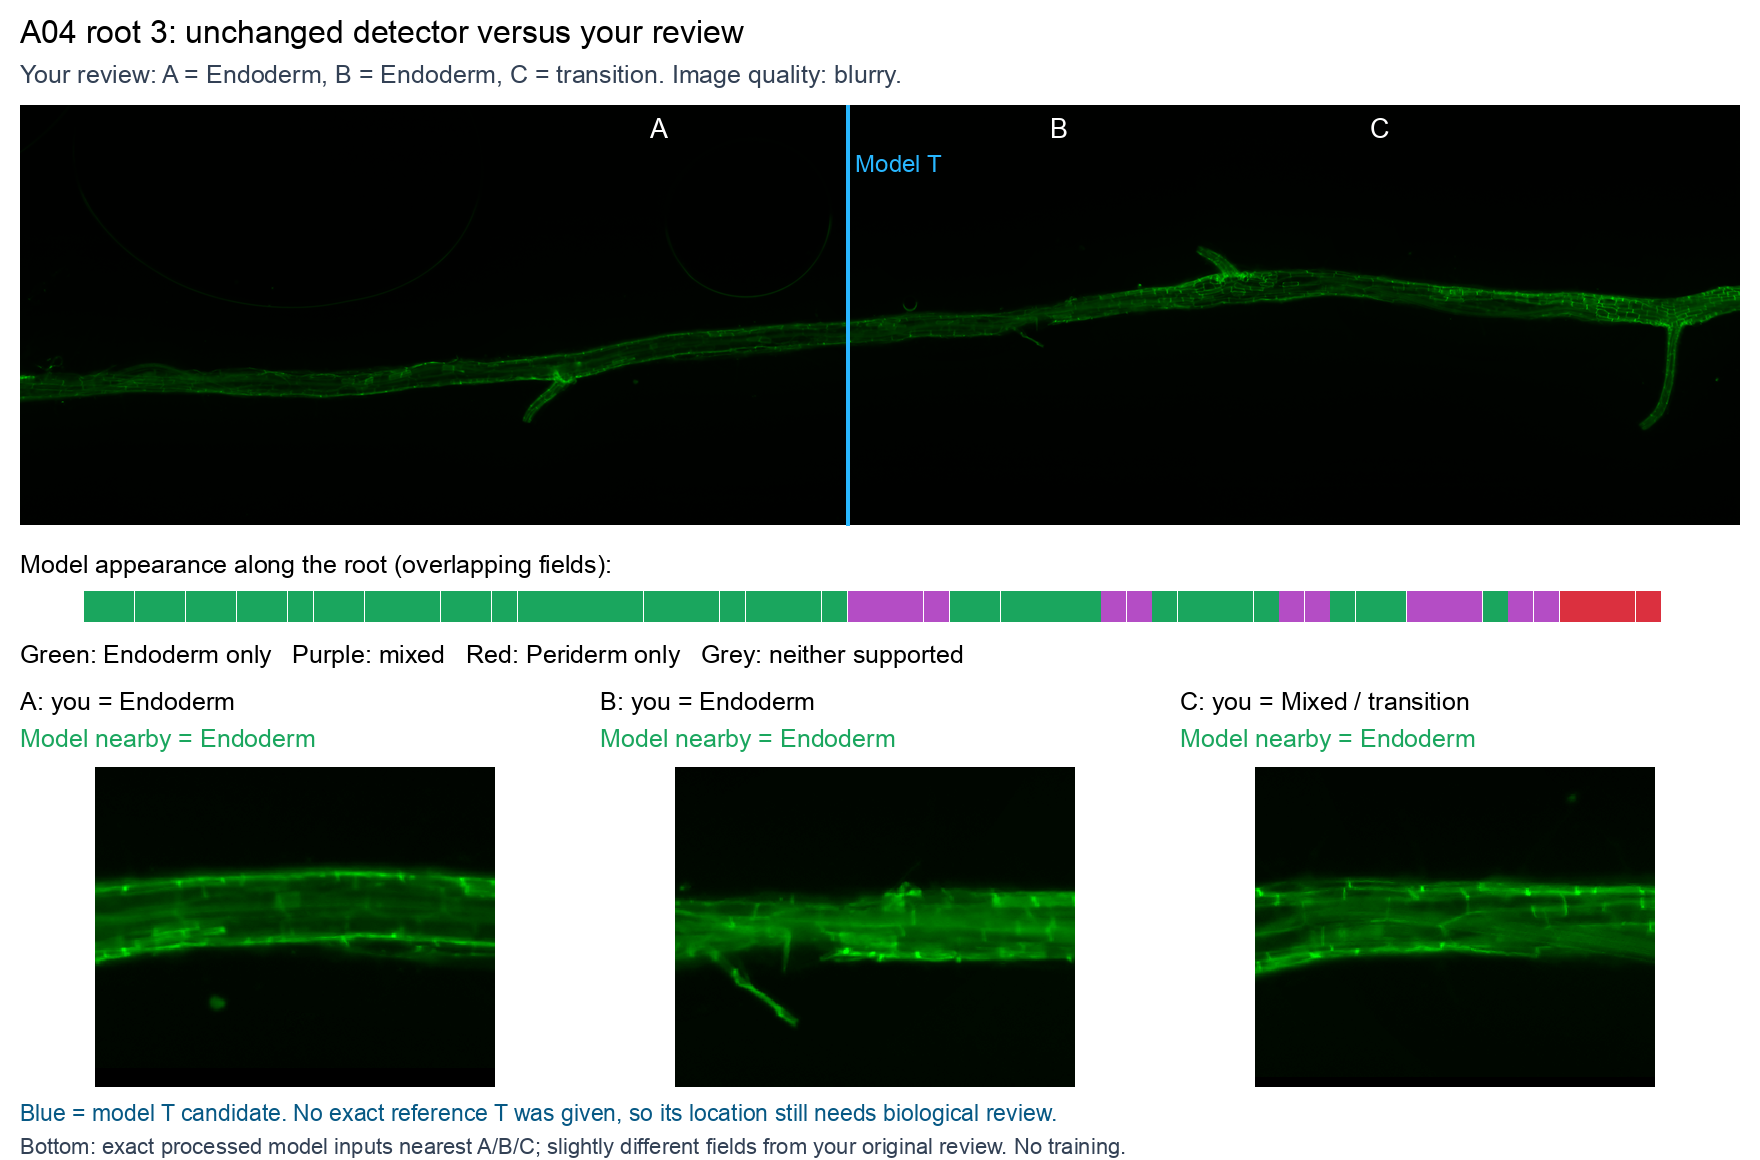 A04 root 3: unchanged detector versus your review
Your review: A = Endoderm, B = Endoderm, C = transition. Image quality: blurry.
A
B
C
Model T
Model appearance along the root (overlapping fields):
Green: Endoderm only   Purple: mixed   Red: Periderm only   Grey: neither supported
A: you = Endoderm
Model nearby = Endoderm
B: you = Endoderm
Model nearby = Endoderm
C: you = Mixed / transition
Model nearby = Endoderm
Blue = model T candidate. No exact reference T was given, so its location still needs biological review.
Bottom: exact processed model inputs nearest A/B/C; slightly different fields from your original review. No training.